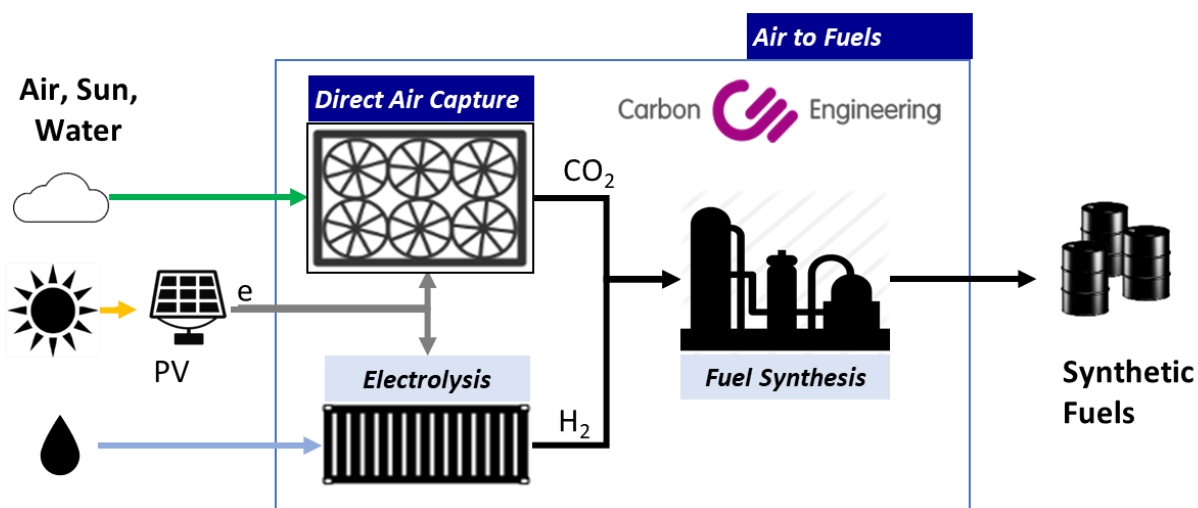 Air to Fuels
Air, Sun,
Water
Direct Air Capture
Carbon Engineering
CO₂
e
PV
Electrolysis
Fuel Synthesis
H₂
Synthetic
Fuels